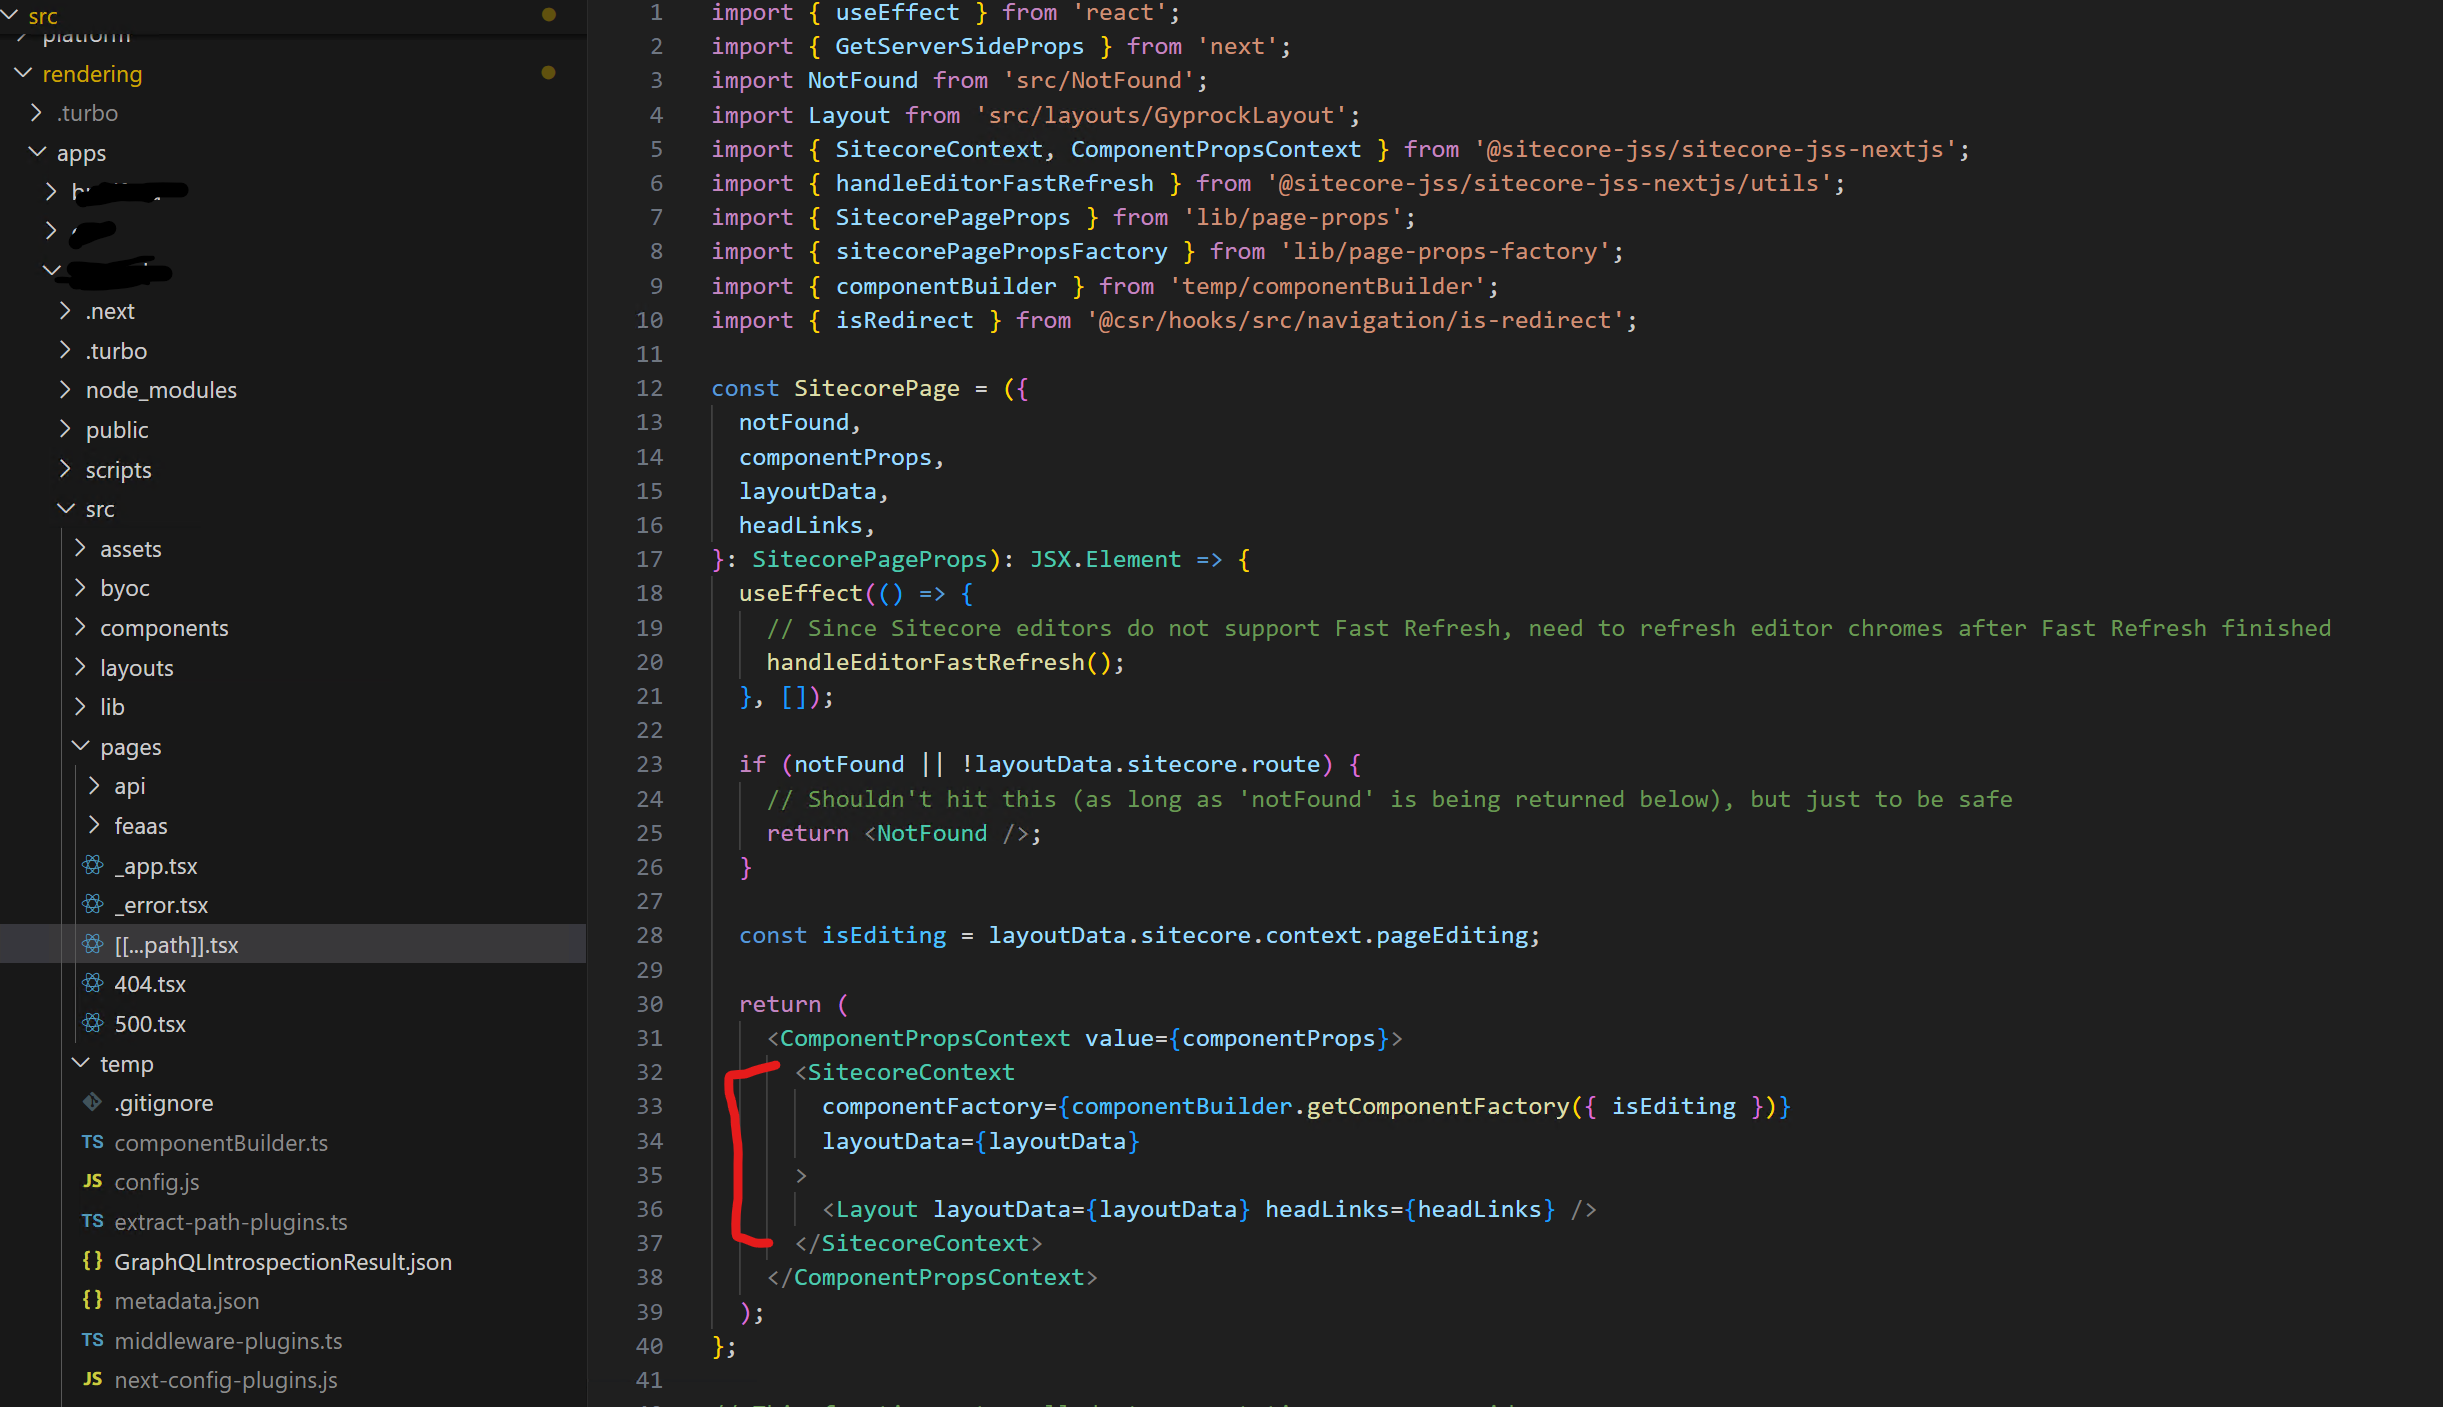 src
platform
rendering
.turbo
apps
.next
.turbo
node_modules
public
scripts
src
assets
byoc
components
layouts
lib
pages
api
feaas
_app.tsx
_error.tsx
[[...path]].tsx
404.tsx
500.tsx
temp
.gitignore
TS componentBuilder.ts
JS config.js
TS extract-path-plugins.ts
{} GraphQLIntrospectionResult.json
{} metadata.json
TS middleware-plugins.ts
JS next-config-plugins.js
1 import { useEffect } from 'react';
2 import { GetServerSideProps } from 'next';
3 import NotFound from 'src/NotFound';
4 import Layout from 'src/layouts/GyprockLayout';
5 import { SitecoreContext, ComponentPropsContext } from '@sitecore-jss/sitecore-jss-nextjs';
6 import { handleEditorFastRefresh } from '@sitecore-jss/sitecore-jss-nextjs/utils';
7 import { SitecorePageProps } from 'lib/page-props';
8 import { sitecorePagePropsFactory } from 'lib/page-props-factory';
9 import { componentBuilder } from 'temp/componentBuilder';
10 import { isRedirect } from '@csr/hooks/src/navigation/is-redirect';
11
12 const SitecorePage = ({
13 notFound,
14 componentProps,
15 layoutData,
16 headLinks,
17 }: SitecorePageProps): JSX.Element => {
18 useEffect(() => {
19 // Since Sitecore editors do not support Fast Refresh, need to refresh editor chromes after Fast Refresh finished
20 handleEditorFastRefresh();
21 }, []);
22
23 if (notFound || !layoutData.sitecore.route) {
24 // Shouldn't hit this (as long as 'notFound' is being returned below), but just to be safe
25 return <NotFound />;
26 }
27
28 const isEditing = layoutData.sitecore.context.pageEditing;
29
30 return (
31 <ComponentPropsContext value={componentProps}>
32 <SitecoreContext
33 componentFactory={componentBuilder.getComponentFactory({ isEditing })}
34 layoutData={layoutData}
35 >
36 <Layout layoutData={layoutData} headLinks={headLinks} />
37 </SitecoreContext>
38 </ComponentPropsContext>
39 );
40 };
41